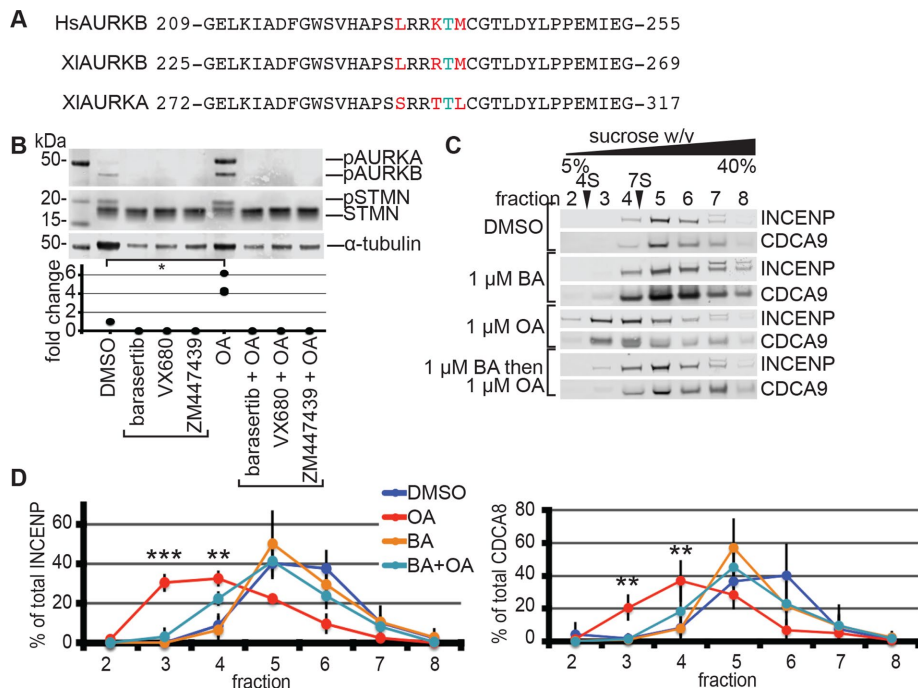 A
HsAURKB 209-GELKIADFGWSVHAPSLRRKTMCGTLDYLPPEMIEG-255
XlAURKB 225-GELKIADFGWSVHAPSLRRRTMCGTLDYLPPEMIEG-269
XlAURKA 272-GELKIADFGWSVHAPSSRRTTLCGTLDYLPPEMIEG-317
B
kDa
50-
pAURKA
pAURKB
20-
15-
pSTMN
STMN
50-
α-tubulin
fold change
6
4
2
0
*
DMSO
barasertib
VX680
ZM447439
OA
barasertib + OA
VX680 + OA
ZM447439 + OA
C
sucrose w/v
5% 40%
4S 7S
fraction 2 3 4 5 6 7 8
DMSO
INCENP
CDCA9
1 µM BA
INCENP
CDCA9
1 µM OA
INCENP
CDCA9
1 µM BA then
1 µM OA
INCENP
CDCA9
D
% of total INCENP
60
40
20
0
*** **
2 3 4 5 6 7 8
fraction
DMSO
OA
BA
BA+OA
% of total CDCA8
80
60
40
20
0
** **
2 3 4 5 6 7 8
fraction